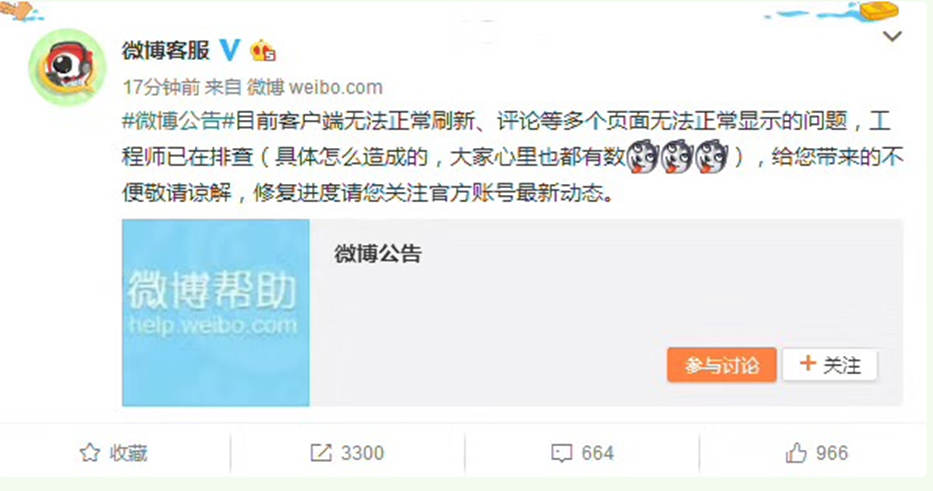 微博客服
17分钟前 来自 微博 weibo.com
#微博公告#目前客户端无法正常刷新、评论等多个页面无法正常显示的问题，工
程师已在排查（具体怎么造成的，大家心里也都有数），给您带来的不
便敬请谅解，修复进度请您关注官方账号最新动态。
微博公告
微博帮助
help.weibo.com
参与讨论
+ 关注
收藏
3300
664
966